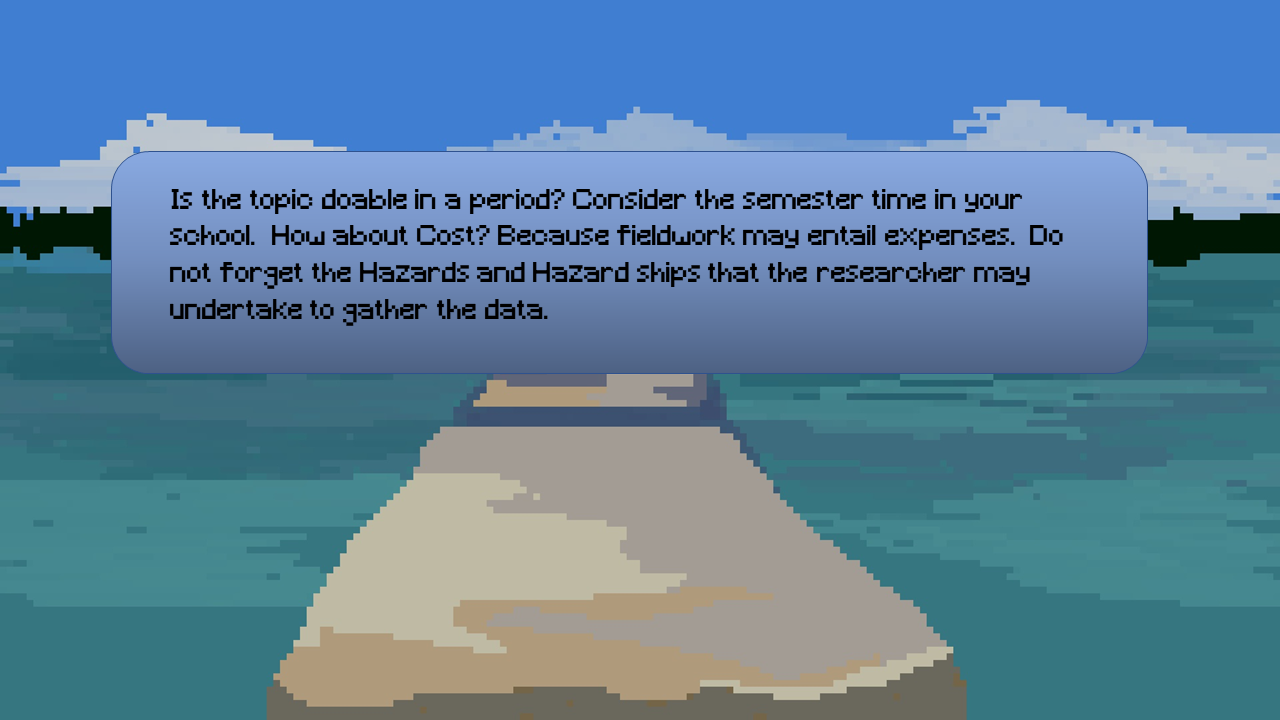 Is the topic doable in a period? Consider the semester time in your
school.  How about Cost? Because fieldwork may entail expenses.  Do
not forget the Hazards and Hazard ships that the researcher may
undertake to gather the data.